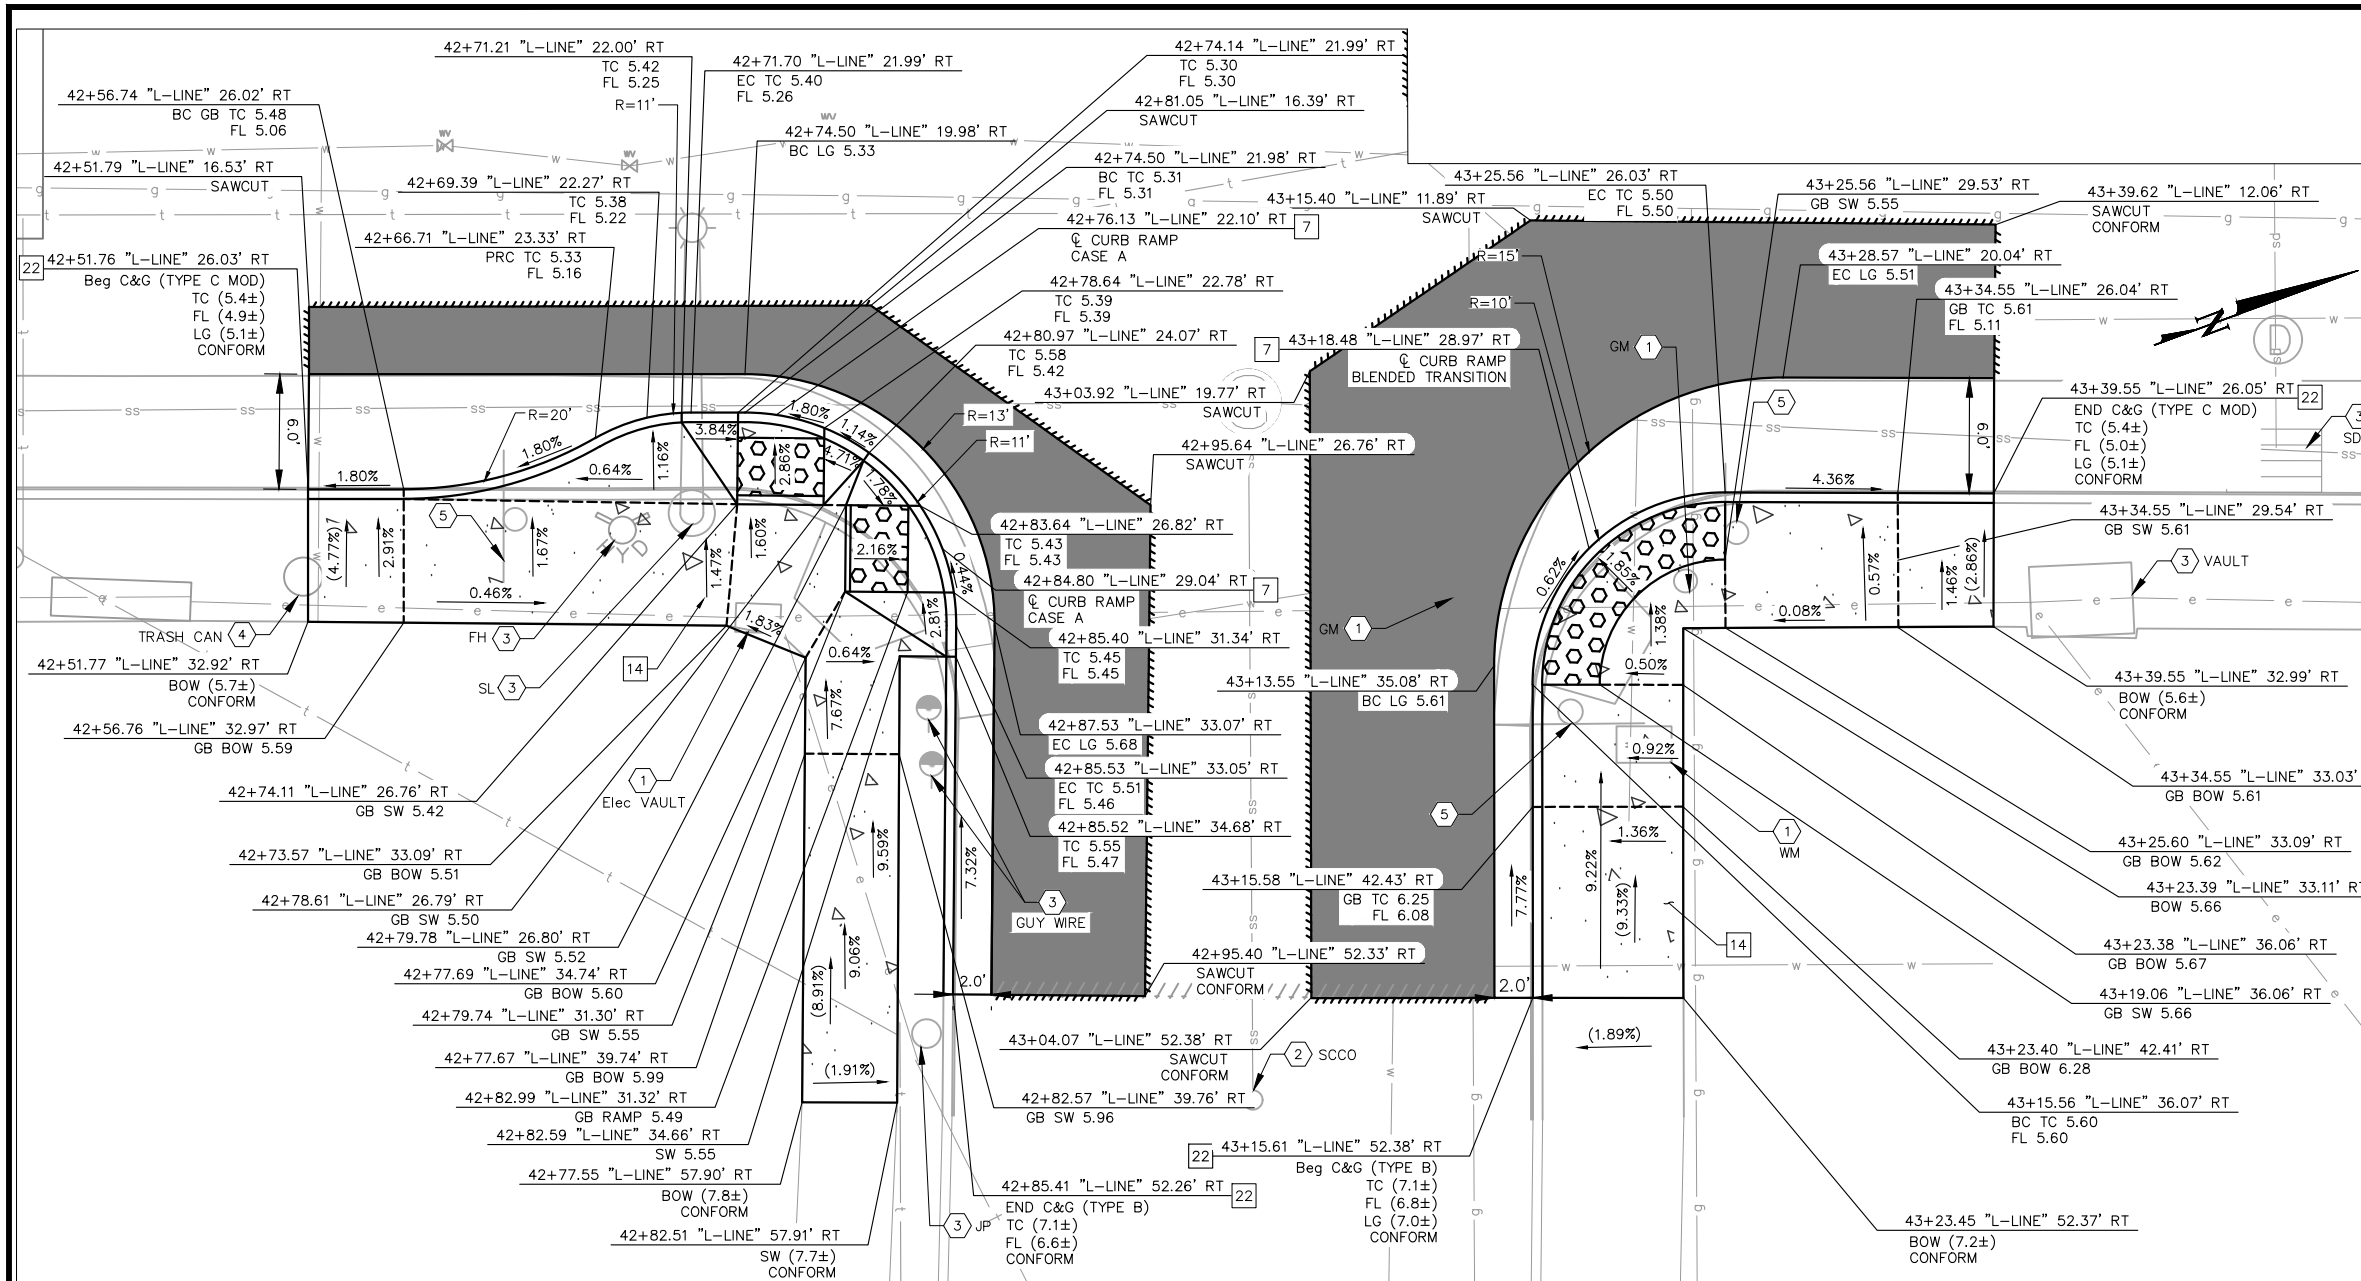 42+71.21 "L-LINE" 22.00' RT
TC 5.42
FL 5.25
42+71.70 "L-LINE" 21.99' RT
EC TC 5.40
FL 5.26
42+74.14 "L-LINE" 21.99' RT
TC 5.30
FL 5.30
42+56.74 "L-LINE" 26.02' RT
BC GB TC 5.48
FL 5.06
R=11'
42+81.05 "L-LINE" 16.39' RT
SAWCUT
42+74.50 "L-LINE" 19.98' RT
BC LG 5.33
42+51.79 "L-LINE" 16.53' RT
SAWCUT
42+74.50 "L-LINE" 21.98' RT
BC TC 5.31
FL 5.31
42+69.39 "L-LINE" 22.27' RT
TC 5.38
FL 5.22
43+25.56 "L-LINE" 26.03' RT
EC TC 5.50
FL 5.50
43+25.56 "L-LINE" 29.53' RT
GB SW 5.55
43+39.62 "L-LINE" 12.06' RT
SAWCUT
CONFORM
43+15.40 "L-LINE" 11.89' RT
SAWCUT
42+76.13 "L-LINE" 22.10' RT
7
℄ CURB RAMP
CASE A
42+66.71 "L-LINE" 23.33' RT
PRC TC 5.33
FL 5.16
22
42+51.76 "L-LINE" 26.03' RT
Beg C&G (TYPE C MOD)
TC (5.4±)
FL (4.9±)
LG (5.1±)
CONFORM
R=15'
43+28.57 "L-LINE" 20.04' RT
EC LG 5.51
42+78.64 "L-LINE" 22.78' RT
TC 5.39
FL 5.39
43+34.55 "L-LINE" 26.04' RT
GB TC 5.61
FL 5.11
R=10'
42+80.97 "L-LINE" 24.07' RT
TC 5.58
FL 5.42
7
43+18.48 "L-LINE" 28.97' RT
℄ CURB RAMP
BLENDED TRANSITION
GM 1
N
D
43+03.92 "L-LINE" 19.77' RT
SAWCUT
43+39.55 "L-LINE" 26.05' RT
22
END C&G (TYPE C MOD)
TC (5.4±)
FL (5.0±)
LG (5.1±)
CONFORM
5
3
SD
6.0'
R=20'
1.80%
1.80%
1.80%
3.84%
1.14%
R=13'
R=11'
42+95.64 "L-LINE" 26.76' RT
SAWCUT
6.0'
0.64%
1.16%
2.86%
4.71%
1.78%
4.36%
5
(4.77%)
2.91%
1.67%
1.47%
1.60%
2.16%
0.44%
42+83.64 "L-LINE" 26.82' RT
TC 5.43
FL 5.43
43+34.55 "L-LINE" 29.54' RT
GB SW 5.61
3 VAULT
42+84.80 "L-LINE" 29.04' RT
7
℄ CURB RAMP
CASE A
0.62%
1.85%
1.38%
0.57%
1.46%
(2.86%)
0.46%
0.08%
TRASH CAN 4
FH 3
1.83%
2.81%
GM 1
42+85.40 "L-LINE" 31.34' RT
TC 5.45
FL 5.45
42+51.77 "L-LINE" 32.92' RT
BOW (5.7±)
CONFORM
14
0.64%
0.50%
SL 3
43+13.55 "L-LINE" 35.08' RT
BC LG 5.61
43+39.55 "L-LINE" 32.99' RT
BOW (5.6±)
CONFORM
7.67%
42+56.76 "L-LINE" 32.97' RT
GB BOW 5.59
42+87.53 "L-LINE" 33.07' RT
EC LG 5.68
0.92%
42+85.53 "L-LINE" 33.05' RT
EC TC 5.51
FL 5.46
1
Elec VAULT
43+34.55 "L-LINE" 33.03'
GB BOW 5.61
42+74.11 "L-LINE" 26.76' RT
GB SW 5.42
42+85.52 "L-LINE" 34.68' RT
TC 5.55
FL 5.47
5
1.36%
1
WM
43+25.60 "L-LINE" 33.09' RT
GB BOW 5.62
42+73.57 "L-LINE" 33.09' RT
GB BOW 5.51
9.59%
7.32%
7.77%
9.22%
(9.33%)
43+15.58 "L-LINE" 42.43' RT
GB TC 6.25
FL 6.08
43+23.39 "L-LINE" 33.11' RT
BOW 5.66
42+78.61 "L-LINE" 26.79' RT
GB SW 5.50
3
GUY WIRE
42+79.78 "L-LINE" 26.80' RT
GB SW 5.52
14
43+23.38 "L-LINE" 36.06' RT
GB BOW 5.67
42+95.40 "L-LINE" 52.33' RT
SAWCUT
CONFORM
42+77.69 "L-LINE" 34.74' RT
GB BOW 5.60
(8.91%)
9.06%
2.0'
2.0'
43+19.06 "L-LINE" 36.06' RT
GB SW 5.66
42+79.74 "L-LINE" 31.30' RT
GB SW 5.55
43+04.07 "L-LINE" 52.38' RT
SAWCUT
CONFORM
2 SCCO
(1.89%)
43+23.40 "L-LINE" 42.41' RT
GB BOW 6.28
42+77.67 "L-LINE" 39.74' RT
GB BOW 5.99
(1.91%)
42+82.99 "L-LINE" 31.32' RT
GB RAMP 5.49
42+82.57 "L-LINE" 39.76' RT
GB SW 5.96
43+15.56 "L-LINE" 36.07' RT
BC TC 5.60
FL 5.60
42+82.59 "L-LINE" 34.66' RT
SW 5.55
22
43+15.61 "L-LINE" 52.38' RT
Beg C&G (TYPE B)
TC (7.1±)
FL (6.8±)
LG (7.0±)
CONFORM
42+77.55 "L-LINE" 57.90' RT
BOW (7.8±)
CONFORM
42+85.41 "L-LINE" 52.26' RT
22
END C&G (TYPE B)
TC (7.1±)
FL (6.6±)
CONFORM
3 JP
42+82.51 "L-LINE" 57.91' RT
SW (7.7±)
CONFORM
43+23.45 "L-LINE" 52.37' RT
BOW (7.2±)
CONFORM